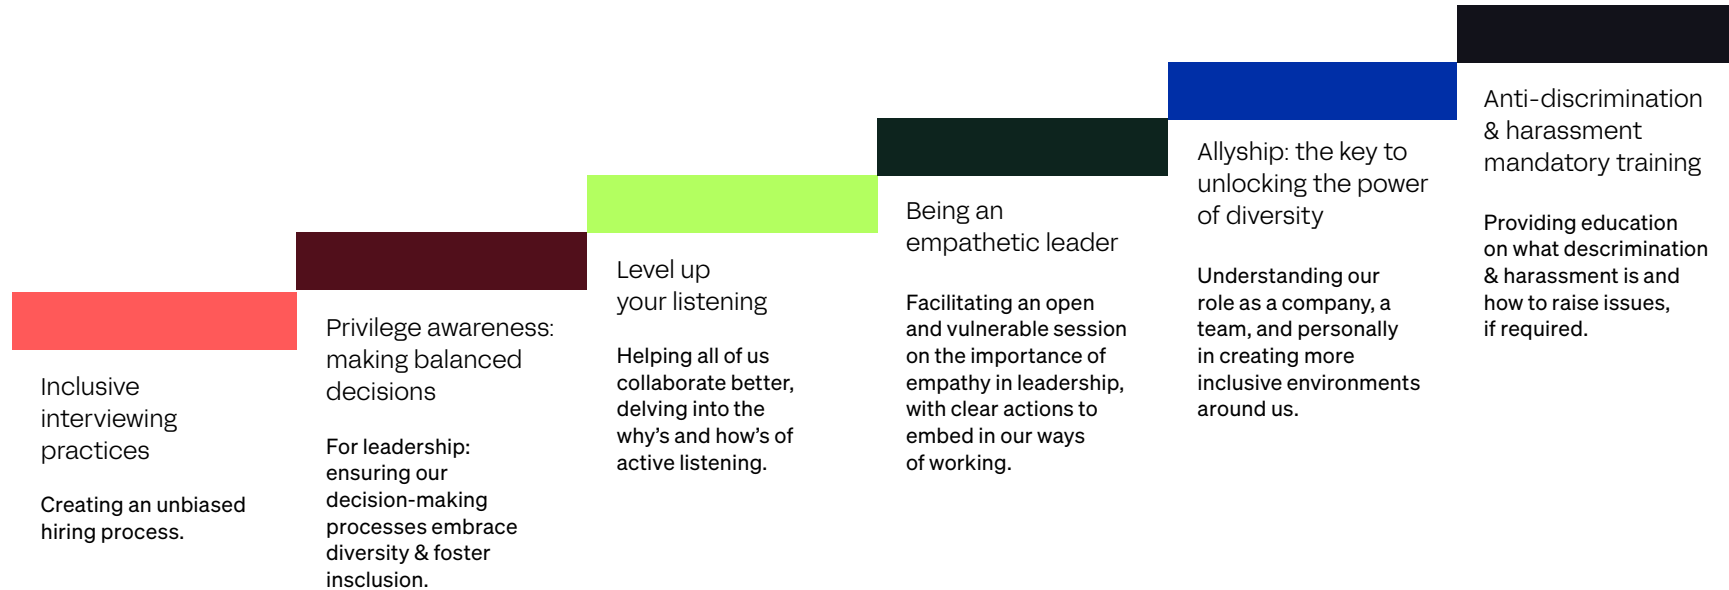 Inclusive
interviewing
practices
Creating an unbiased
hiring process.
Privilege awareness:
making balanced
decisions
For leadership:
ensuring our
decision-making
processes embrace
diversity & foster
insclusion.
Level up
your listening
Helping all of us
collaborate better,
delving into the
why’s and how’s of
active listening.
Being an
empathetic leader
Facilitating an open
and vulnerable session
on the importance of
empathy in leadership,
with clear actions to
embed in our ways
of working.
Allyship: the key to
unlocking the power
of diversity
Understanding our
role as a company, a
team, and personally
in creating more
inclusive environments
around us.
Anti-discrimination
& harassment
mandatory training
Providing education
on what descrimination
& harassment is and
how to raise issues,
if required.